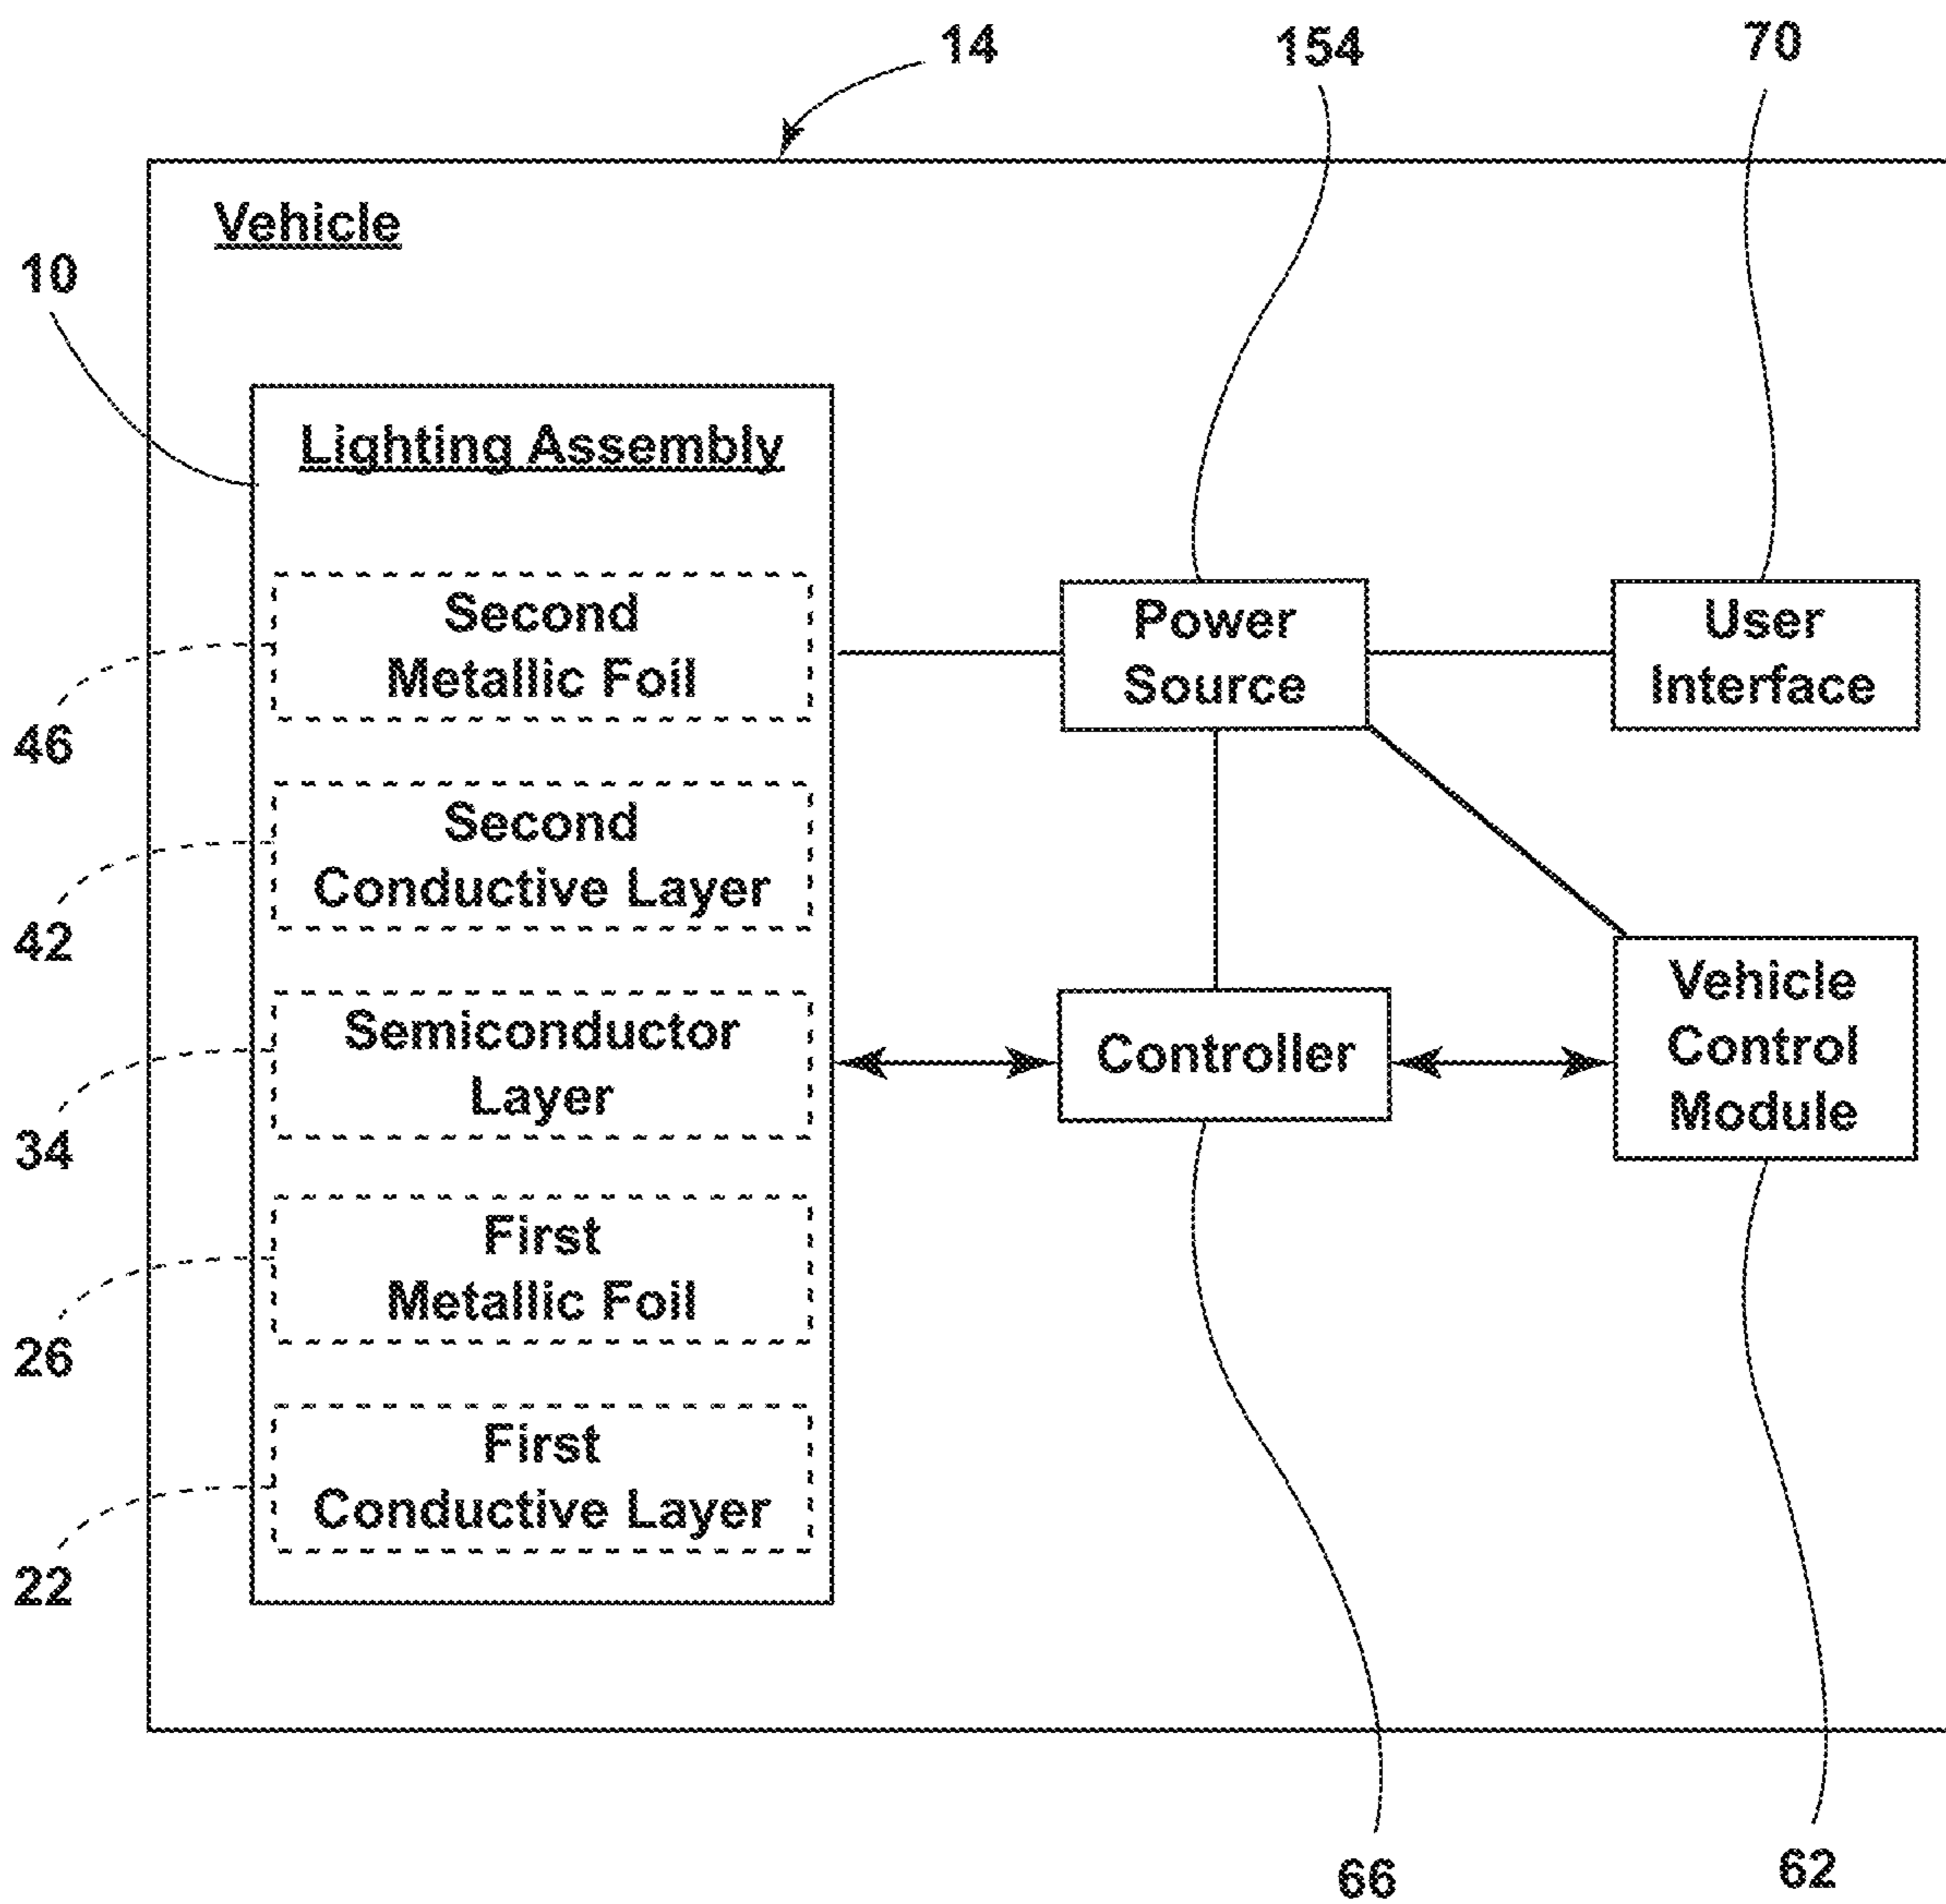 14
154
70
Vehicle
10
Lighting Assembly
Second
Metallic Foil
46
Second
Conductive Layer
42
Semiconductor
Layer
34
First
Metallic Foil
26
First
Conductive Layer
22
Power
Source
User
Interface
Controller
Vehicle
Control
Module
66
62